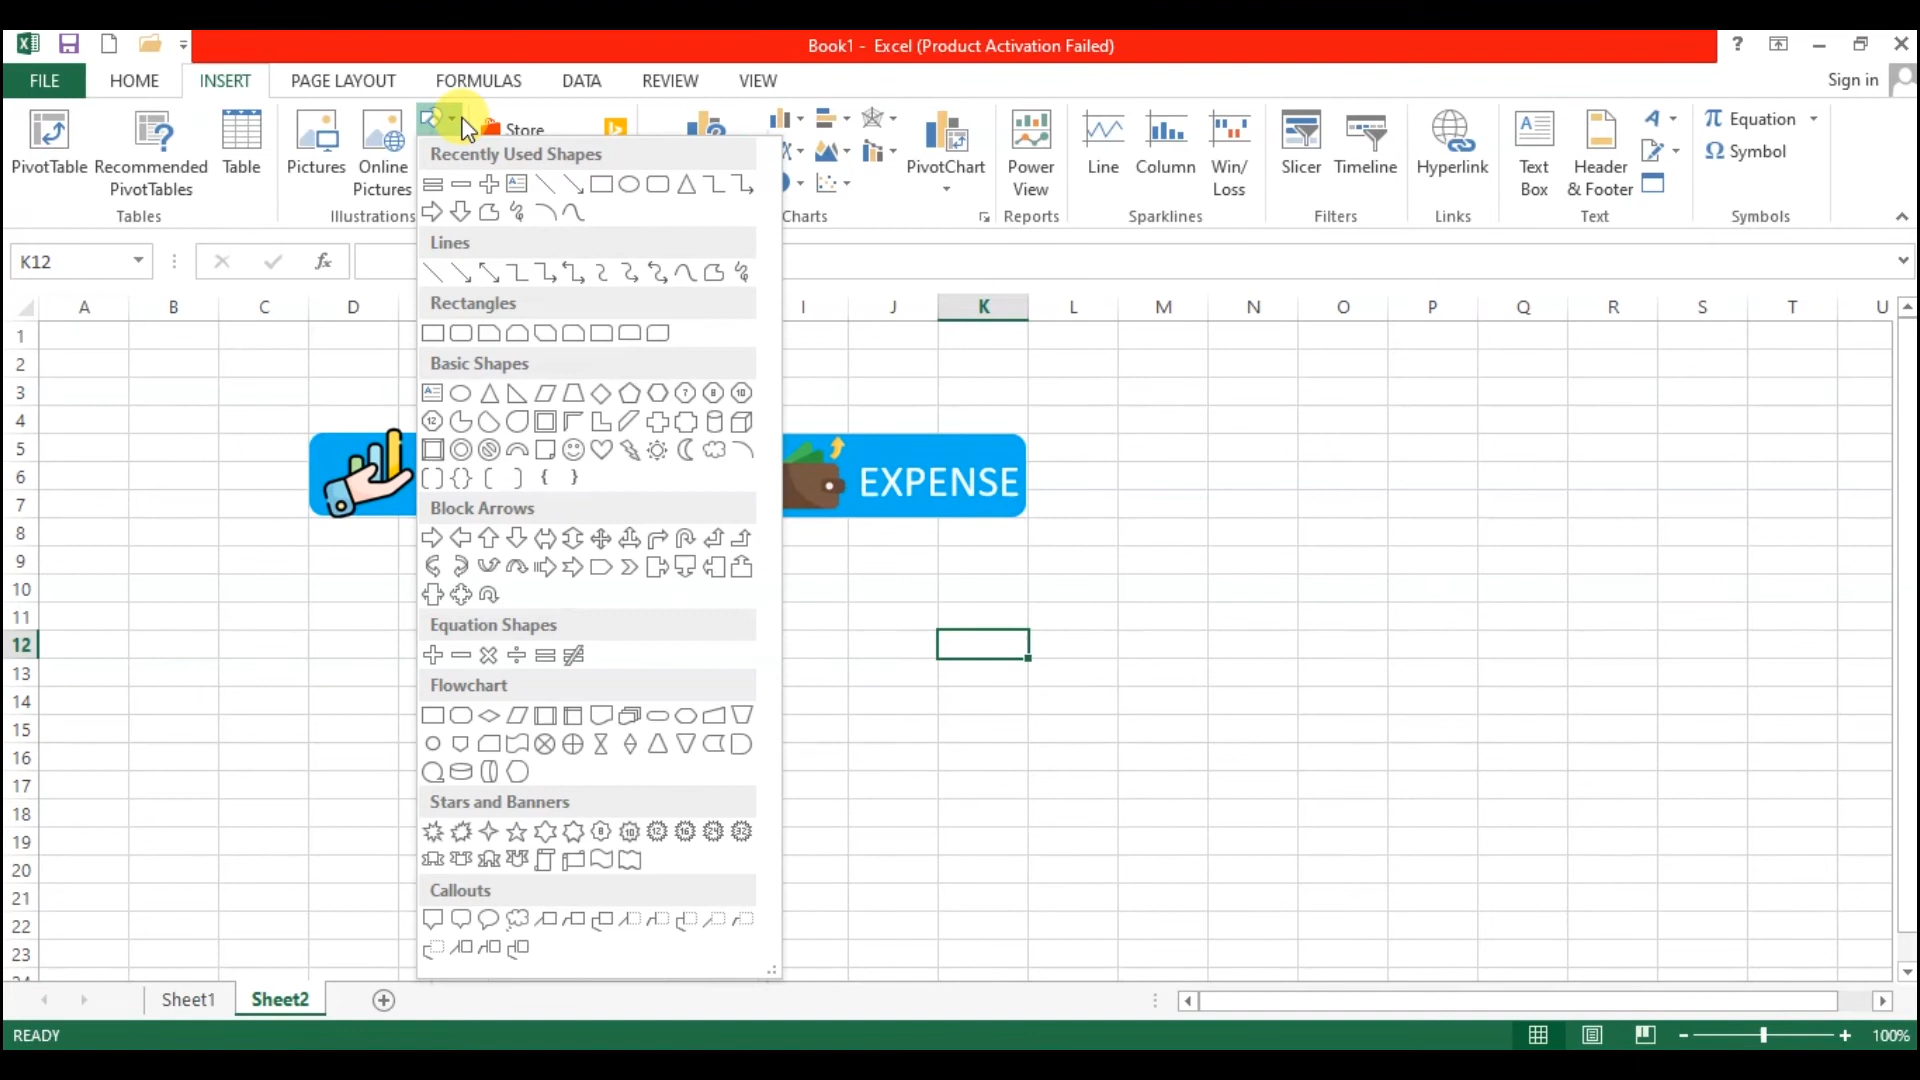 Book1 - Excel (Product Activation Failed)
?
FILE HOME INSERT PAGE LAYOUT FORMULAS DATA REVIEW VIEW Sign in
Store
PivotTable Recommended PivotTables Table Pictures Online Pictures PivotChart Power View Line Column Win/Loss Slicer Timeline Hyperlink Text Box Header & Footer π Equation Ω Symbol
Tables Illustrations Charts Reports Sparklines Filters Links Text Symbols
K12 fx
A B C D I J K L M N O P Q R S T U
Recently Used Shapes
Lines
Rectangles
Basic Shapes
Block Arrows
Equation Shapes
Flowchart
Stars and Banners
Callouts
1
2
3
4
5
6
7
8
9
10
11
12
13
14
15
16
17
18
19
20
21
22
23
EXPENSE
Sheet1 Sheet2
READY 100%